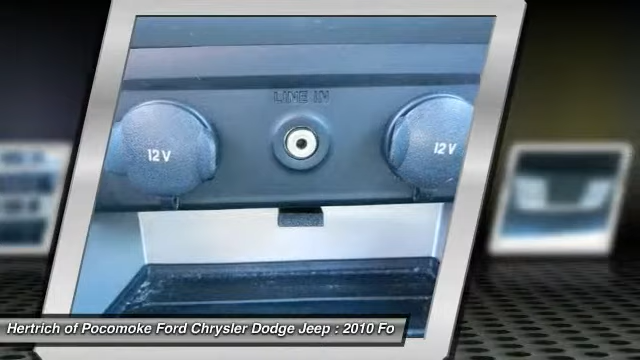 LINE IN
12V
12V
Hertrich of Pocomoke Ford Chrysler Dodge Jeep : 2010 Fo